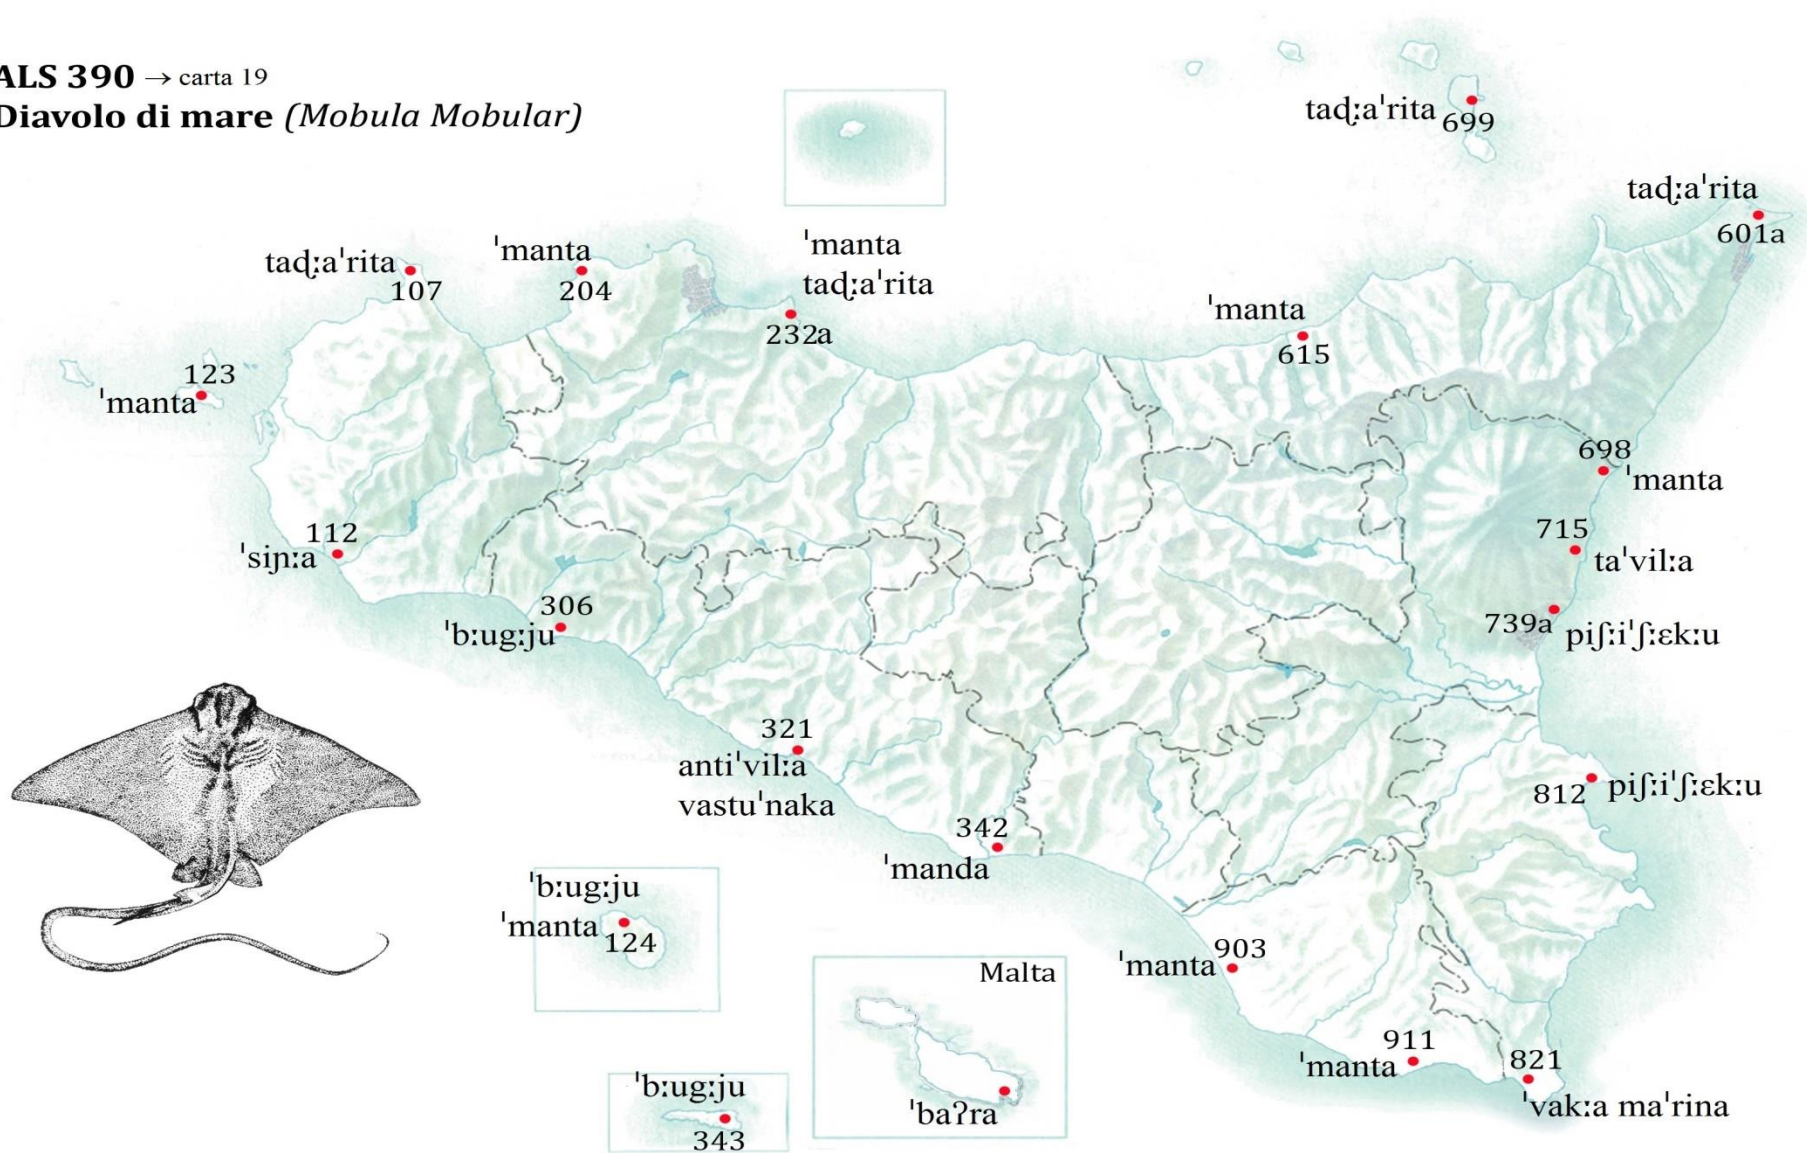 ALS 390 → carta 19
Diavolo di mare (Mobula Mobular)
taɖːaˈrita
699
taɖːaˈrita
601a
taɖːaˈrita
107
ˈmanta
204
ˈmanta
taɖːaˈrita
232a
ˈmanta
615
123
ˈmanta
698
ˈmanta
112
ˈsiɲːa
715
taˈvilːa
306
ˈbːugːju
739a
piʃːiˈʃːɛkːu
321
antiˈvilːa
vastuˈnaka
812
piʃːiˈʃːɛkːu
342
ˈmanda
ˈbːugːju
ˈmanta
124
903
ˈmanta
Malta
ˈbaʔra
911
ˈmanta
821
ˈvakːa maˈrina
ˈbːugːju
343